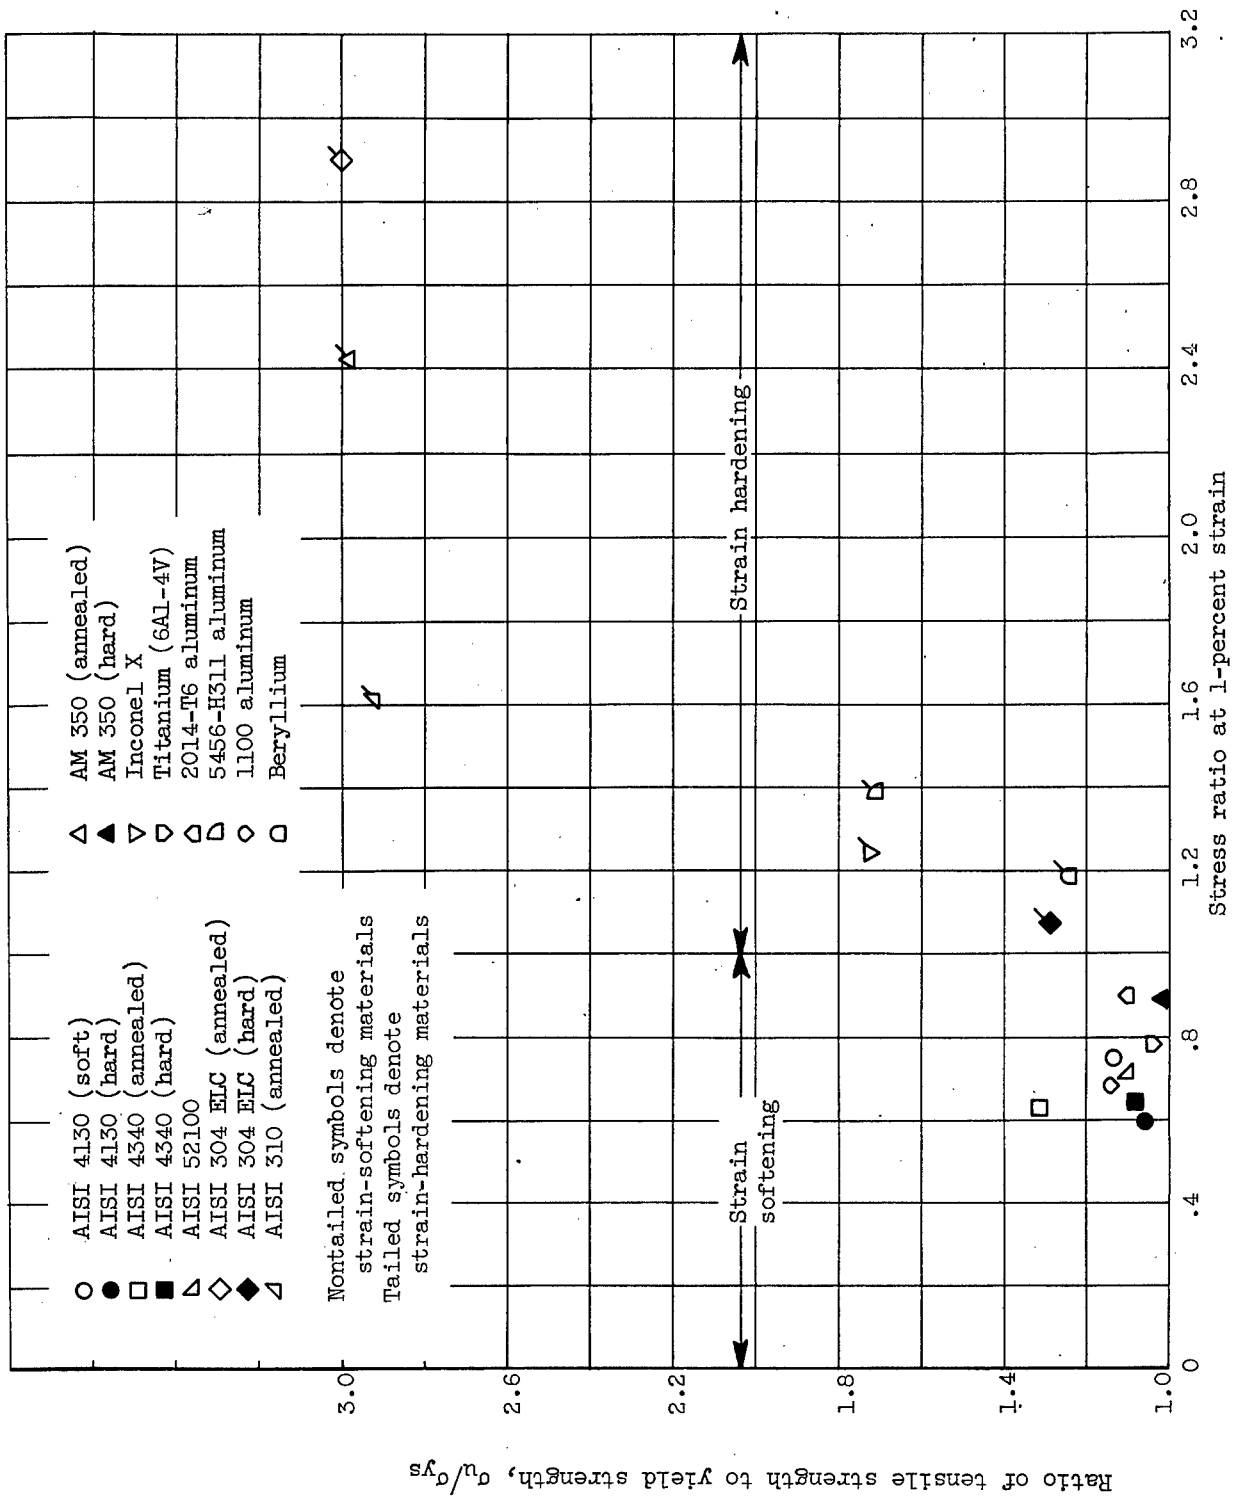 AISI 4130 (soft)
AISI 4130 (hard)
AISI 4340 (annealed)
AISI 4340 (hard)
AISI 52100
AISI 304 ELC (annealed)
AISI 304 ELC (hard)
AISI 310 (annealed)
AM 350 (annealed)
AM 350 (hard)
Inconel X
Titanium (6Al-4V)
2014-T6 aluminum
5456-H311 aluminum
1100 aluminum
Beryllium
Nontailed symbols denote
strain-softening materials
Tailed symbols denote
strain-hardening materials
Strain
softening
Strain hardening
3.0
2.6
2.2
1.8
1.4
1.0
0
.4
.8
1.2
1.6
2.0
2.4
2.8
3.2
Stress ratio at 1-percent strain
Ratio of tensile strength to yield strength, σu/σys